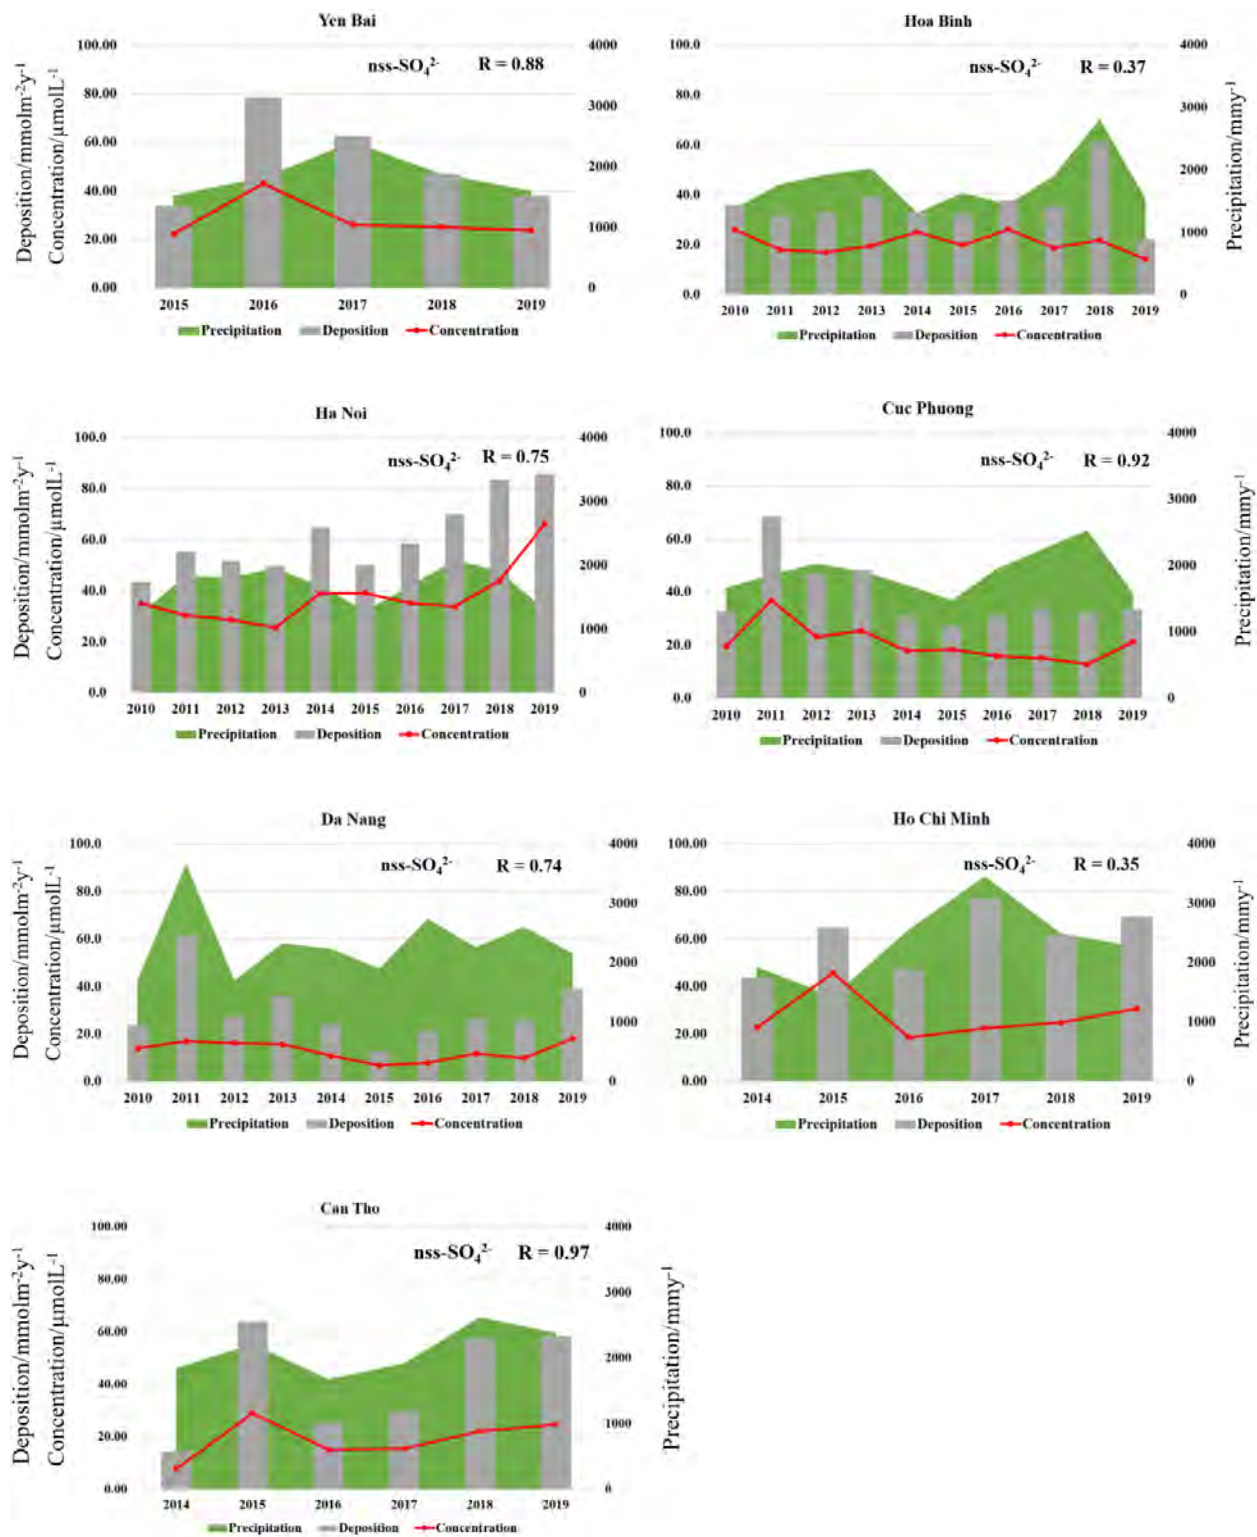 Yen Bai
nss-SO₄²⁻ R = 0.88
Deposition/mmolm⁻²y⁻¹
Concentration/µmolL⁻¹
100.00
80.00
60.00
40.00
20.00
0.00
4000
3000
2000
1000
0
2015 2016 2017 2018 2019
Precipitation Deposition Concentration
Hoa Binh
nss-SO₄²⁻ R = 0.37
Precipitation/mmy⁻¹
100.0
80.0
60.0
40.0
20.0
0.0
4000
3000
2000
1000
0
2010 2011 2012 2013 2014 2015 2016 2017 2018 2019
Precipitation Deposition Concentration
Ha Noi
nss-SO₄²⁻ R = 0.75
Deposition/mmolm⁻²y⁻¹
Concentration/µmolL⁻¹
100.0
80.0
60.0
40.0
20.0
0.0
4000
3000
2000
1000
0
2010 2011 2012 2013 2014 2015 2016 2017 2018 2019
Precipitation Deposition Concentration
Cuc Phuong
nss-SO₄²⁻ R = 0.92
Precipitation/mmy⁻¹
100.0
80.0
60.0
40.0
20.0
0.0
4000
3000
2000
1000
0
2010 2011 2012 2013 2014 2015 2016 2017 2018 2019
Precipitation Deposition Concentration
Da Nang
nss-SO₄²⁻ R = 0.74
Deposition/mmolm⁻²y⁻¹
Concentration/µmolL⁻¹
100.0
80.0
60.0
40.0
20.0
0.0
4000
3000
2000
1000
0
2010 2011 2012 2013 2014 2015 2016 2017 2018 2019
Precipitation Deposition Concentration
Ho Chi Minh
nss-SO₄²⁻ R = 0.35
Precipitation/mmy⁻¹
100.00
80.00
60.00
40.00
20.00
0.00
4000
3000
2000
1000
0
2014 2015 2016 2017 2018 2019
Precipitation Deposition Concentration
Can Tho
nss-SO₄²⁻ R = 0.97
Deposition/mmolm⁻²y⁻¹
Concentration/µmolL⁻¹
Precipitation/mmy⁻¹
100.00
80.00
60.00
40.00
20.00
0.00
4000
3000
2000
1000
0
2014 2015 2016 2017 2018 2019
Precipitation Deposition Concentration